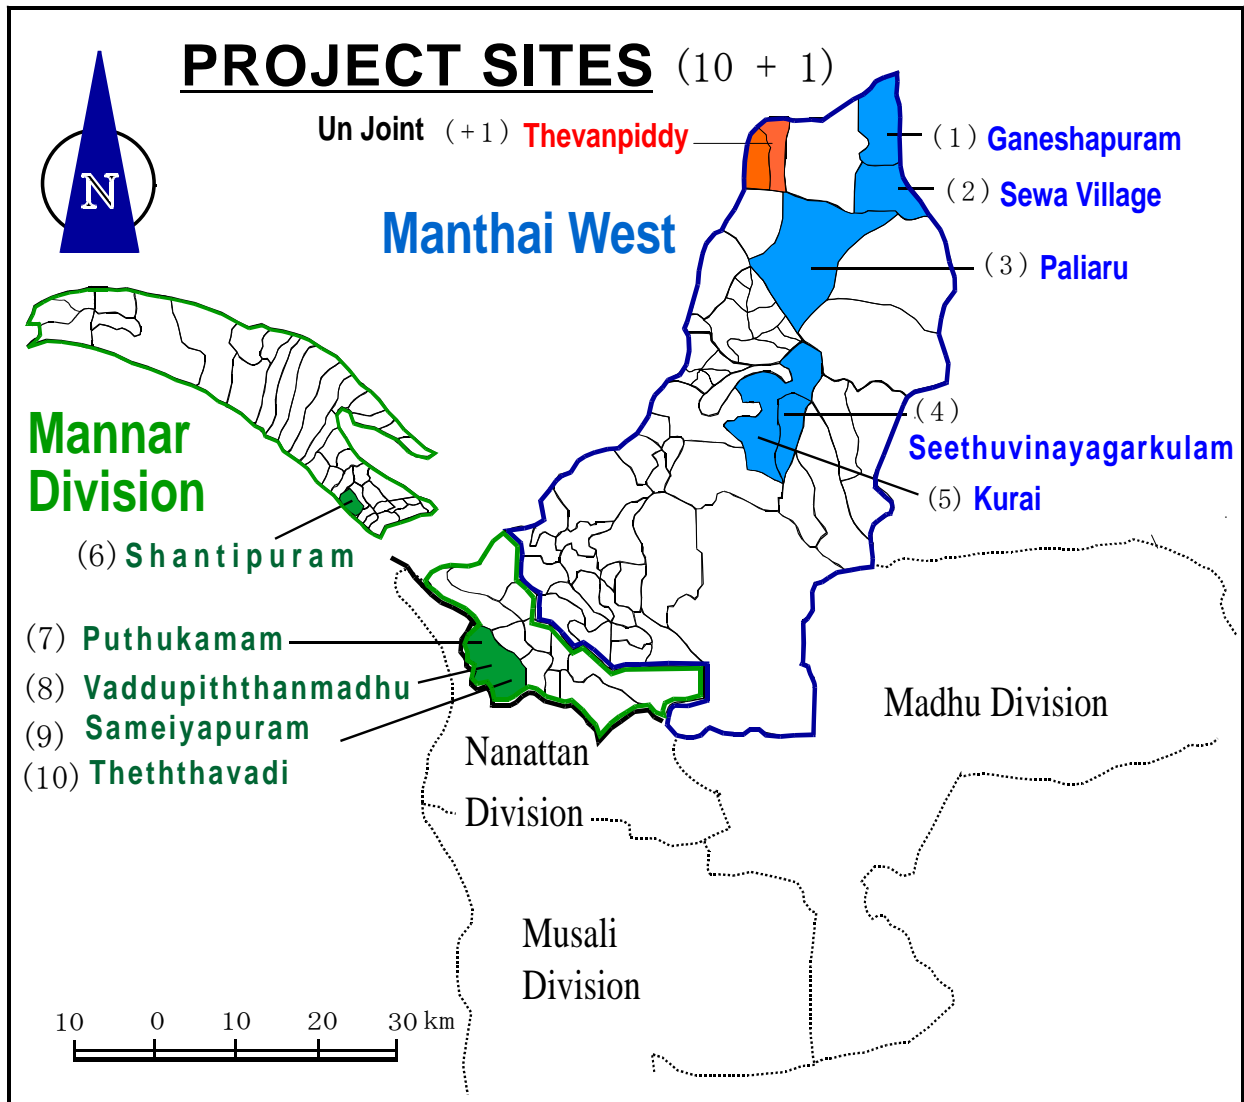 PROJECT SITES (10 + 1)
Un Joint (+1) Thevanpiddy
(1) Ganeshapuram
N
(2) Sewa Village
Manthai West
(3) Paliaru
Mannar
Division
(4)
Seethuvinayagarkulam
(5) Kurai
(6) Shantipuram
(7) Puthukamam
(8) Vaddupiththanmadhu
(9) Sameiyapuram
(10) Theththavadi
Madhu Division
Nanattan
Division
Musali
Division
10 0 10 20 30 km